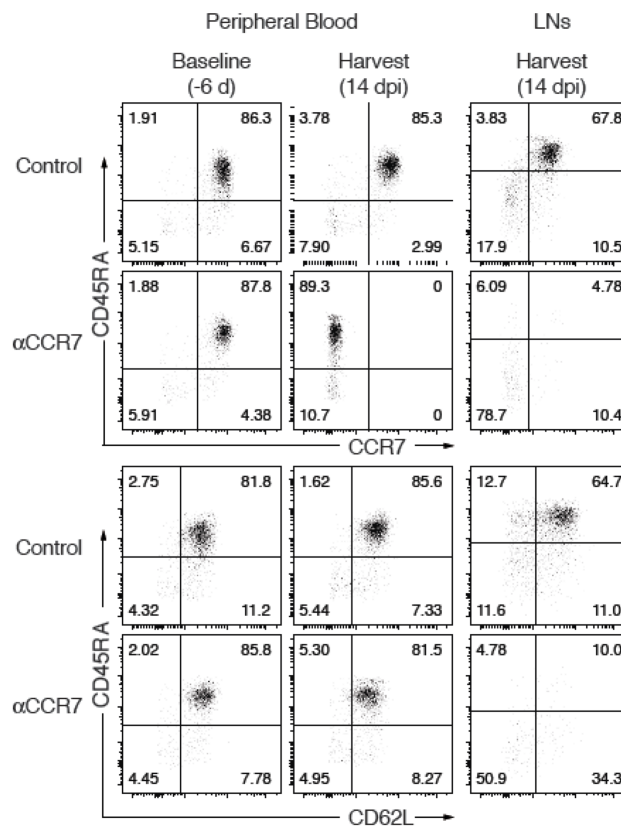 Peripheral Blood LNs
Baseline Harvest Harvest
(-6 d) (14 dpi) (14 dpi)
1.91 86.3 3.78 85.3 3.83 67.8
Control
5.15 6.67 7.90 2.99 17.9 10.5
CD45RA
1.88 87.8 89.3 0 6.09 4.78
αCCR7
5.91 4.38 10.7 0 78.7 10.4
CCR7
2.75 81.8 1.62 85.6 12.7 64.7
Control
4.32 11.2 5.44 7.33 11.6 11.0
CD45RA
2.02 85.8 5.30 81.5 4.78 10.0
αCCR7
4.45 7.78 4.95 8.27 50.9 34.3
CD62L